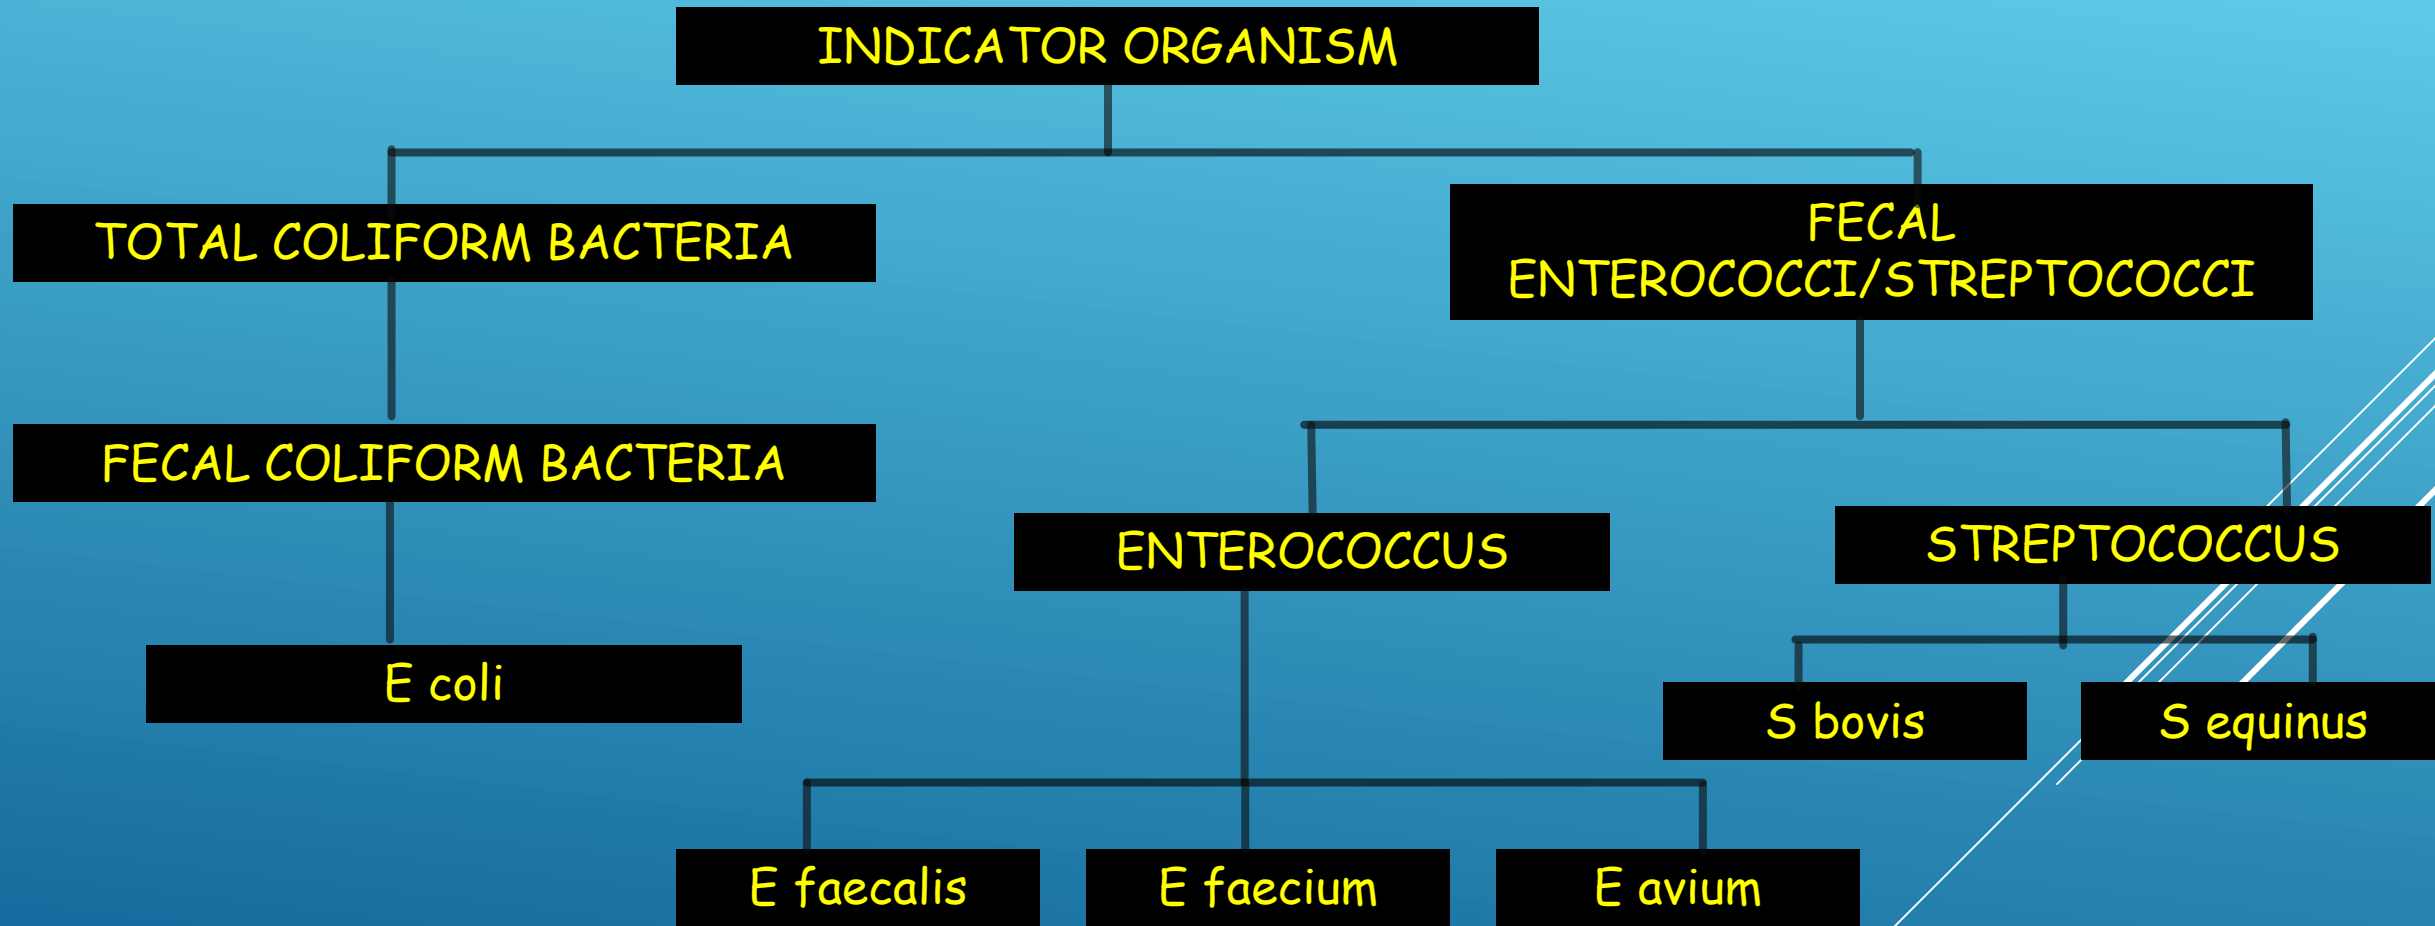 INDICATOR ORGANISM
TOTAL COLIFORM BACTERIA
FECAL
ENTEROCOCCI/STREPTOCOCCI
FECAL COLIFORM BACTERIA
ENTEROCOCCUS
STREPTOCOCCUS
E coli
S bovis
S equinus
E faecalis
E faecium
E avium